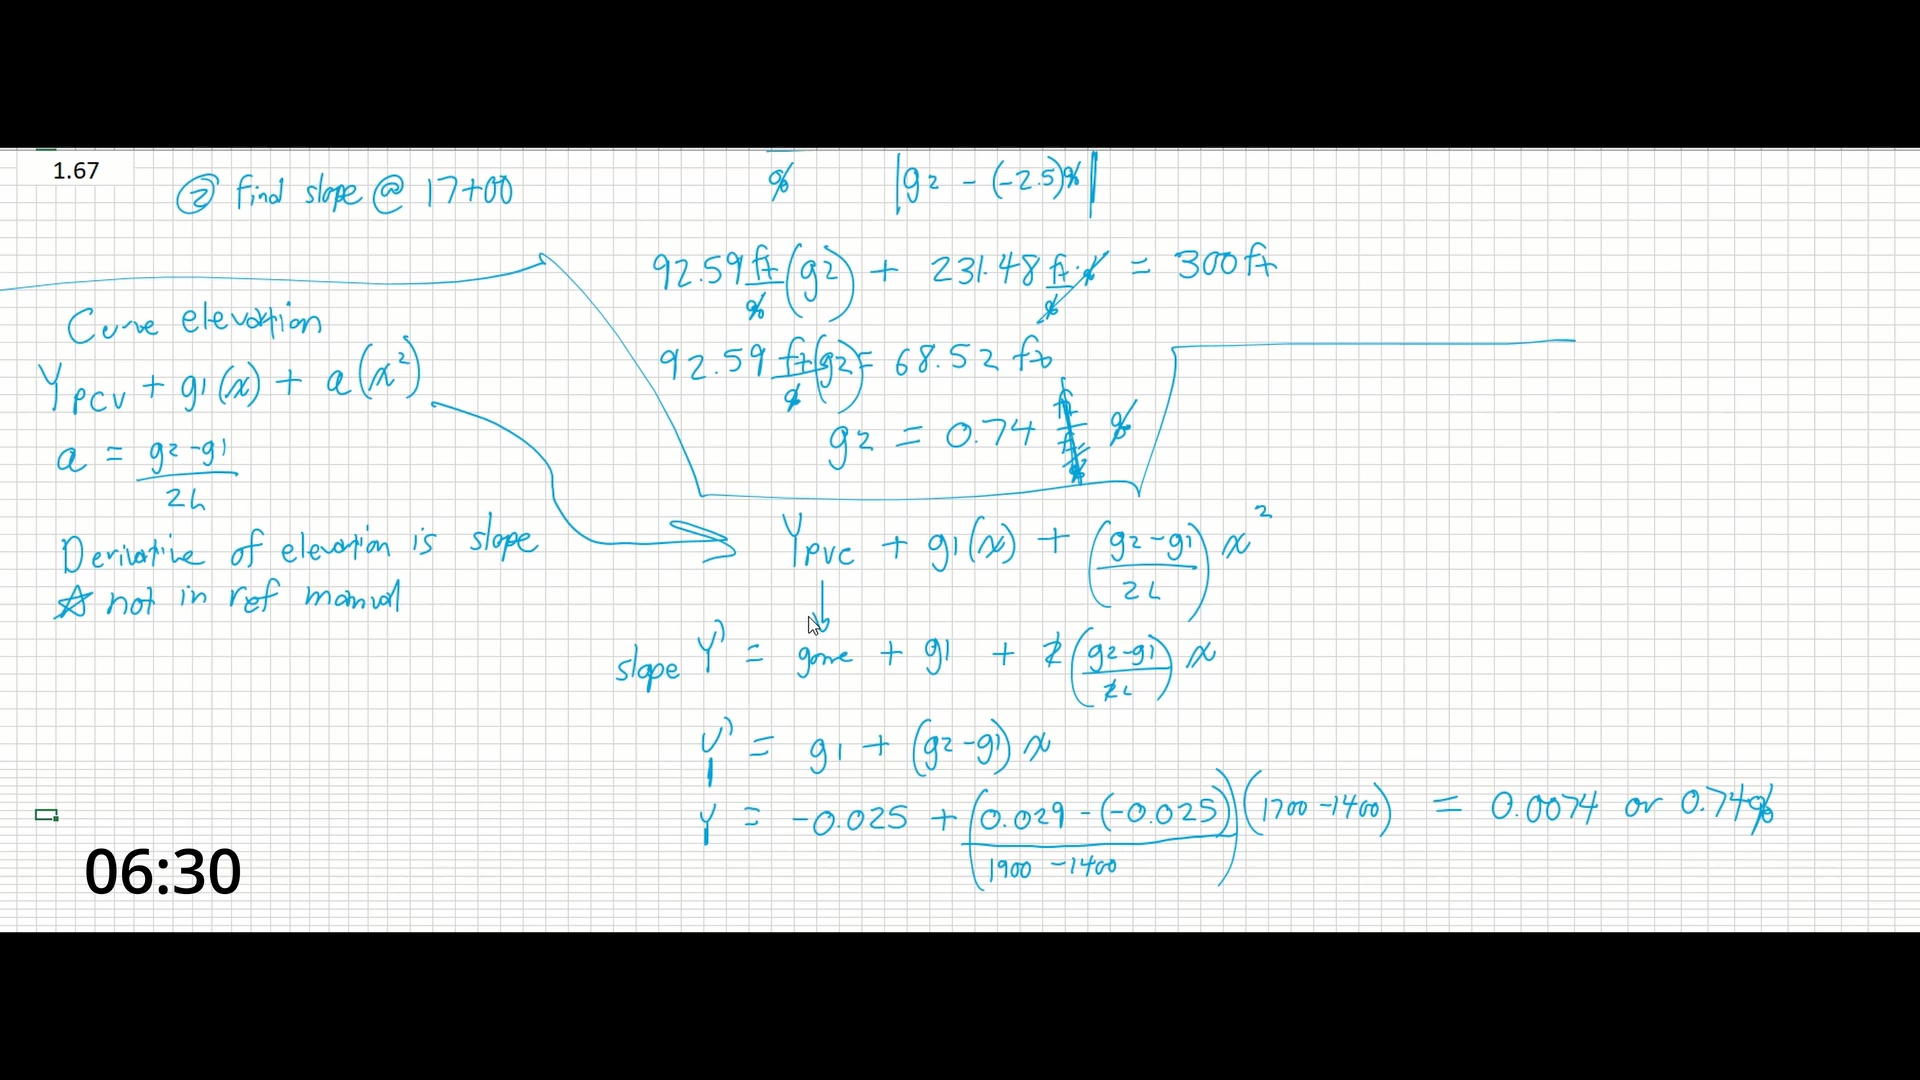 1.67
② find slope @ 17+00
% |g2 - (-2.5)%|
92.59 ft/% (g2) + 231.48 ft·%/% = 300 ft
92.59 ft/% (g2) = 68.52 ft
g2 = 0.74 %
Curve elevation
YPCV + g1(x) + a(x²)
a = g2-g1 / 2L
Derivative of elevation is slope
☆ not in ref manual
YPVC + g1(x) + (g2-g1 / 2L) x²
slope Y' = gone + g1 + 2(g2-g1 / 2L) x
Y' = g1 + (g2-g1) x
Y = -0.025 + (0.029 - (-0.025) / 1900 - 1400) (1700 - 1400) = 0.0074 or 0.74%
06:30